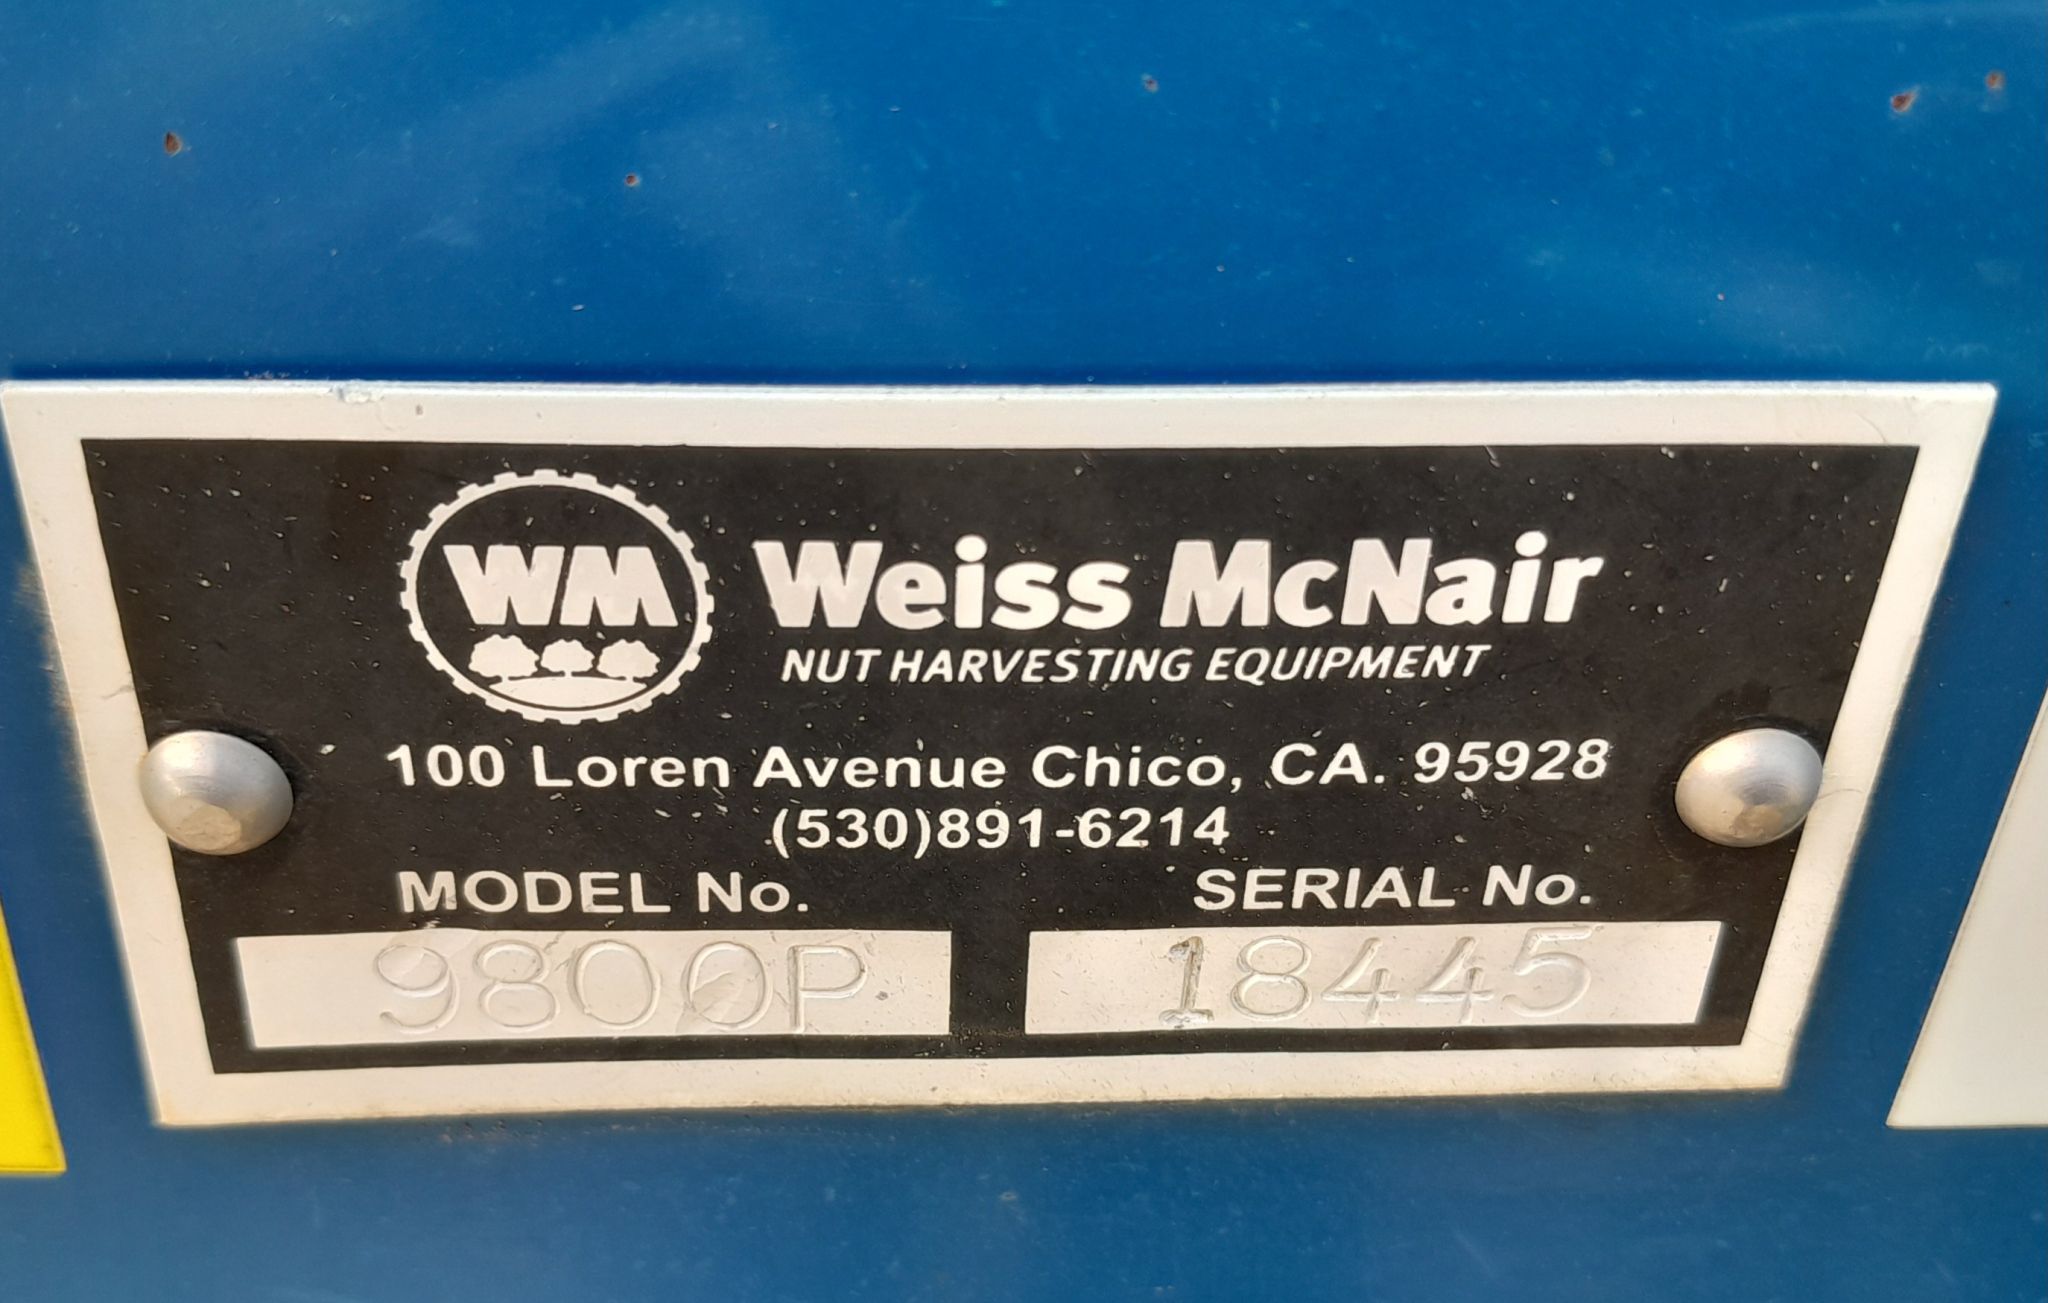 WM
Weiss McNair
NUT HARVESTING EQUIPMENT
100 Loren Avenue Chico, CA. 95928
(530)891-6214
MODEL No. SERIAL No.
9800P 18445